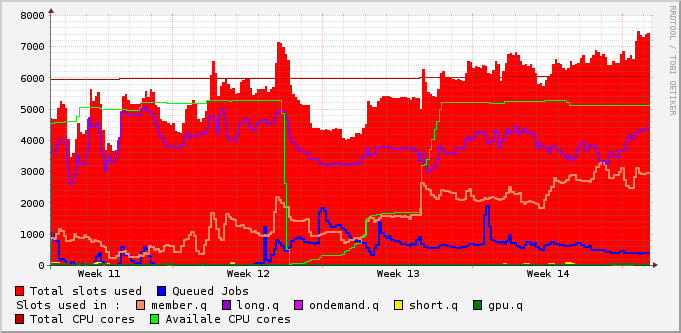 8000
7000
6000
5000
4000
3000
2000
1000
0
Week 11 Week 12 Week 13 Week 14
RRDTOOL / TOBI OETIKER
Total slots used Queued Jobs
Slots used in : member.q long.q ondemand.q short.q gpu.q
Total CPU cores Availale CPU cores